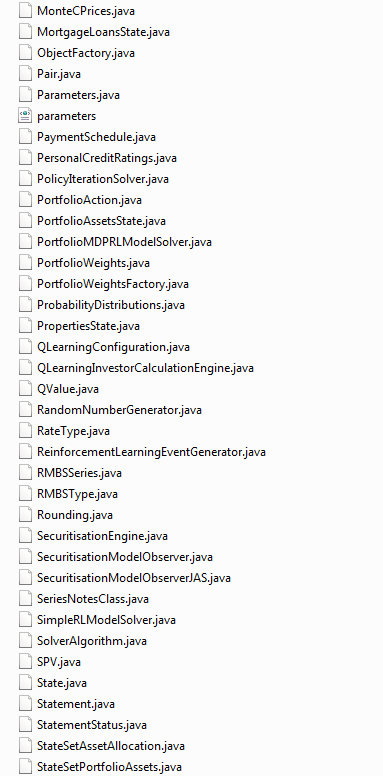 MonteCPrices.java
MortgageLoansState.java
ObjectFactory.java
Pair.java
Parameters.java
parameters
PaymentSchedule.java
PersonalCreditRatings.java
PolicyIterationSolver.java
PortfolioAction.java
PortfolioAssetsState.java
PortfolioMDPRLModelSolver.java
PortfolioWeights.java
PortfolioWeightsFactory.java
ProbabilityDistributions.java
PropertiesState.java
QLearningConfiguration.java
QLearningInvestorCalculationEngine.java
QValue.java
RandomNumberGenerator.java
RateType.java
ReinforcementLearningEventGenerator.java
RMBSSeries.java
RMBSType.java
Rounding.java
SecuritisationEngine.java
SecuritisationModelObserver.java
SecuritisationModelObserverJAS.java
SeriesNotesClass.java
SimpleRLModelSolver.java
SolverAlgorithm.java
SPV.java
State.java
Statement.java
StatementStatus.java
StateSetAssetAllocation.java
StateSetPortfolioAssets.java